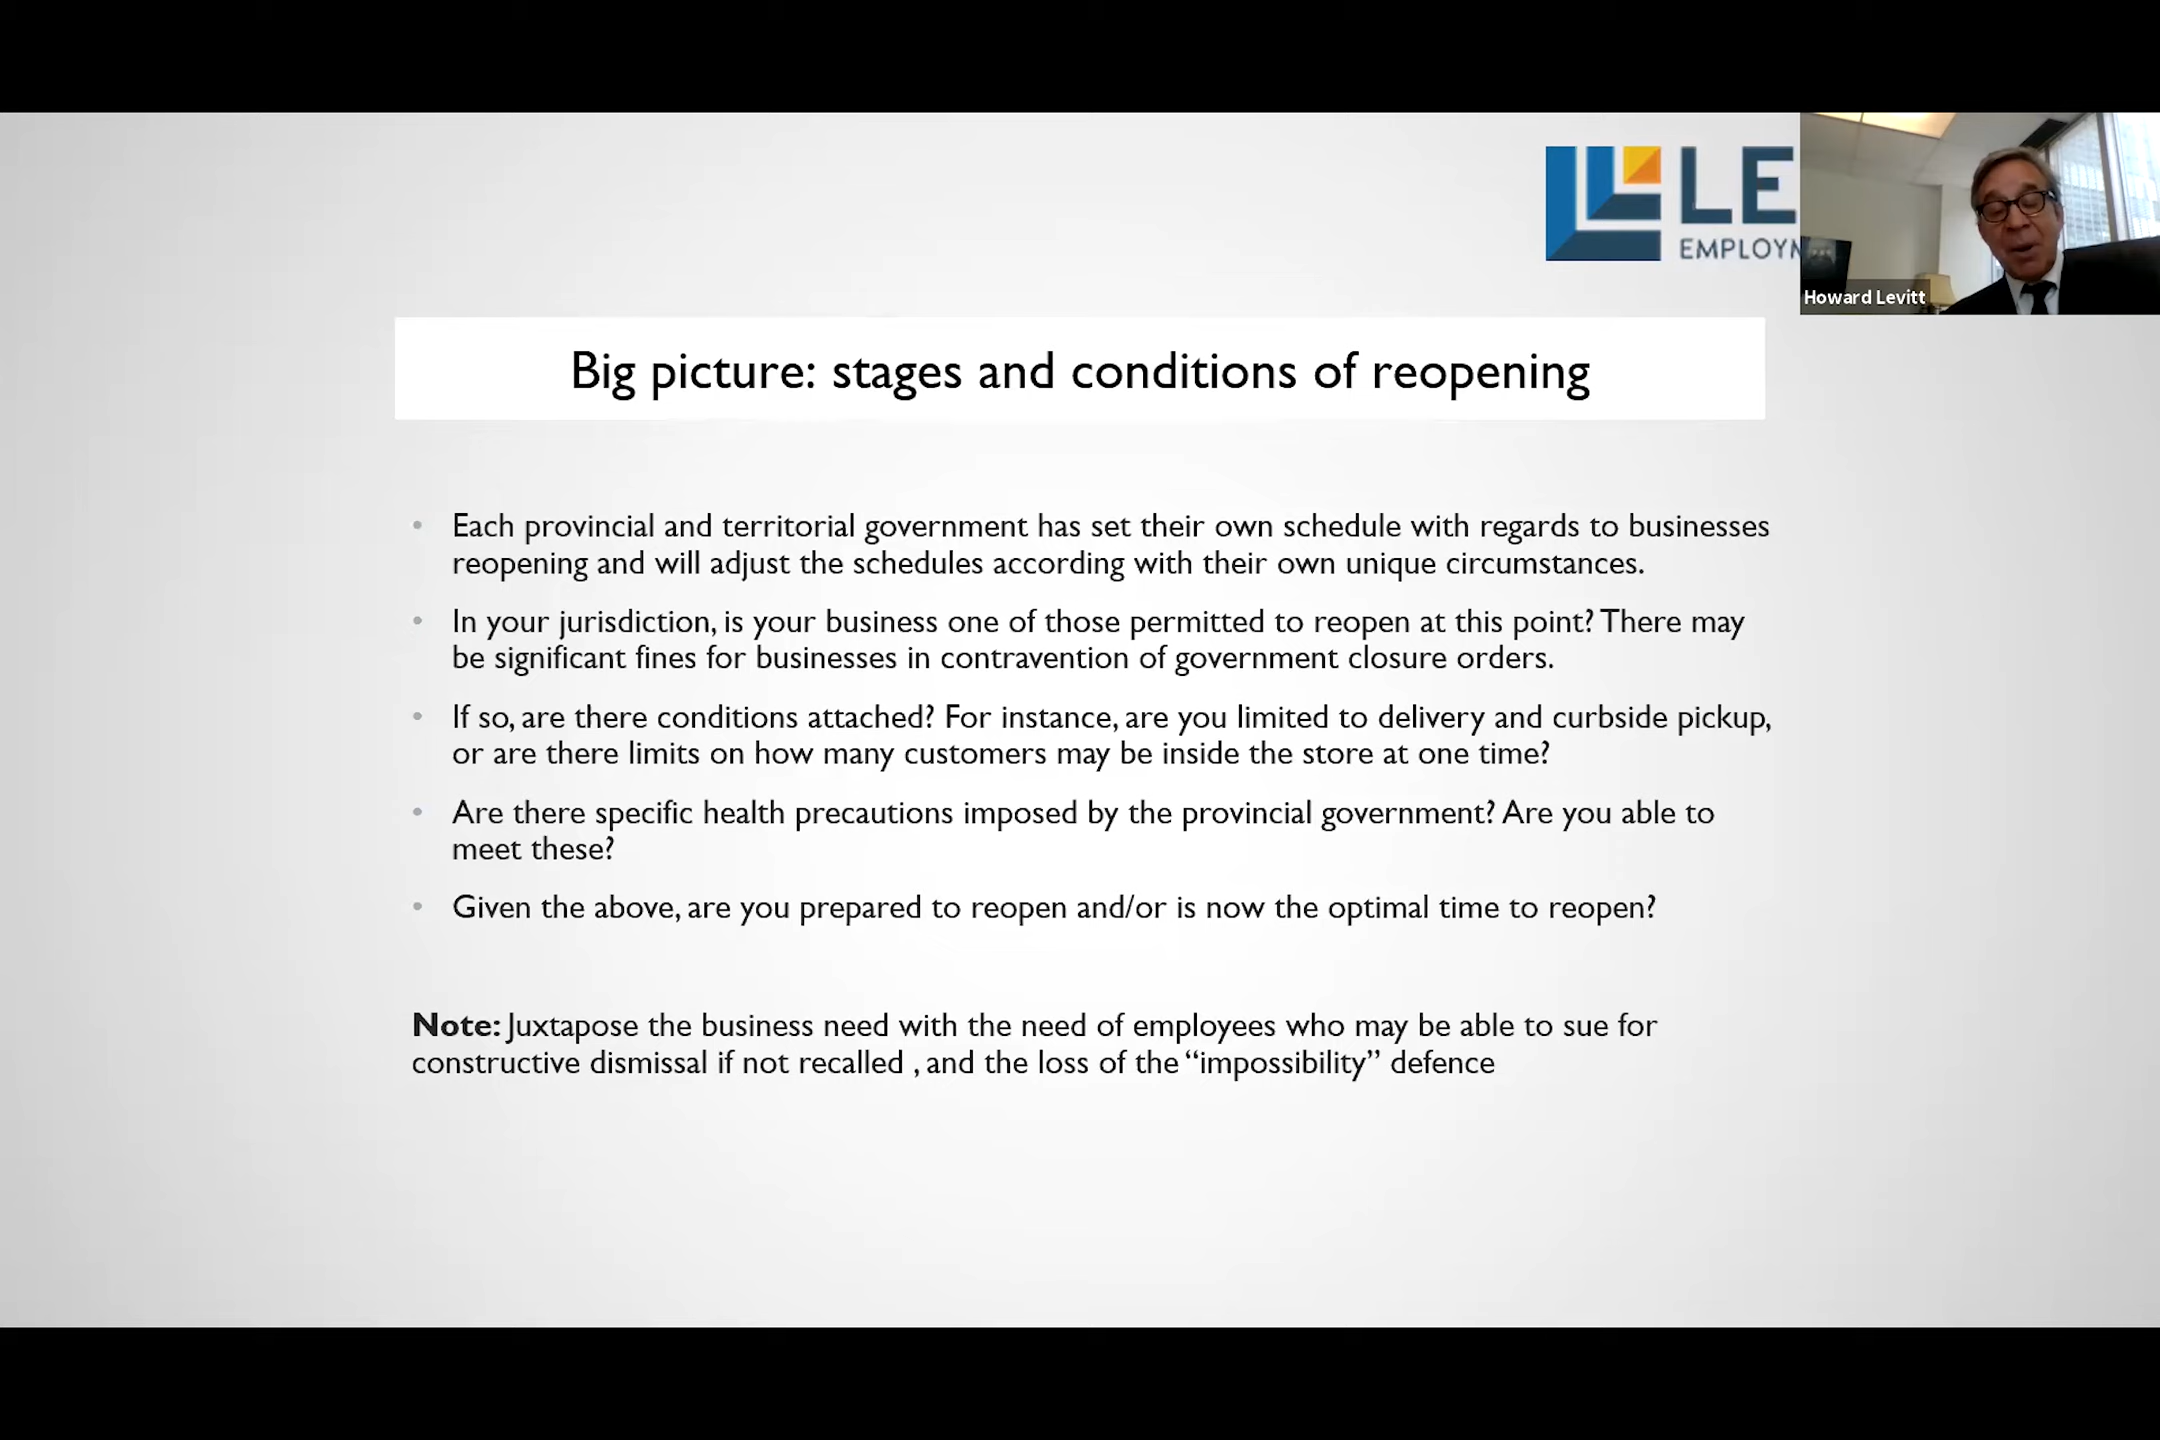 LE
EMPLOYM
Howard Levitt
Big picture: stages and conditions of reopening
• Each provincial and territorial government has set their own schedule with regards to businesses
reopening and will adjust the schedules according with their own unique circumstances.
• In your jurisdiction, is your business one of those permitted to reopen at this point? There may
be significant fines for businesses in contravention of government closure orders.
• If so, are there conditions attached? For instance, are you limited to delivery and curbside pickup,
or are there limits on how many customers may be inside the store at one time?
• Are there specific health precautions imposed by the provincial government? Are you able to
meet these?
• Given the above, are you prepared to reopen and/or is now the optimal time to reopen?
Note: Juxtapose the business need with the need of employees who may be able to sue for
constructive dismissal if not recalled , and the loss of the “impossibility” defence